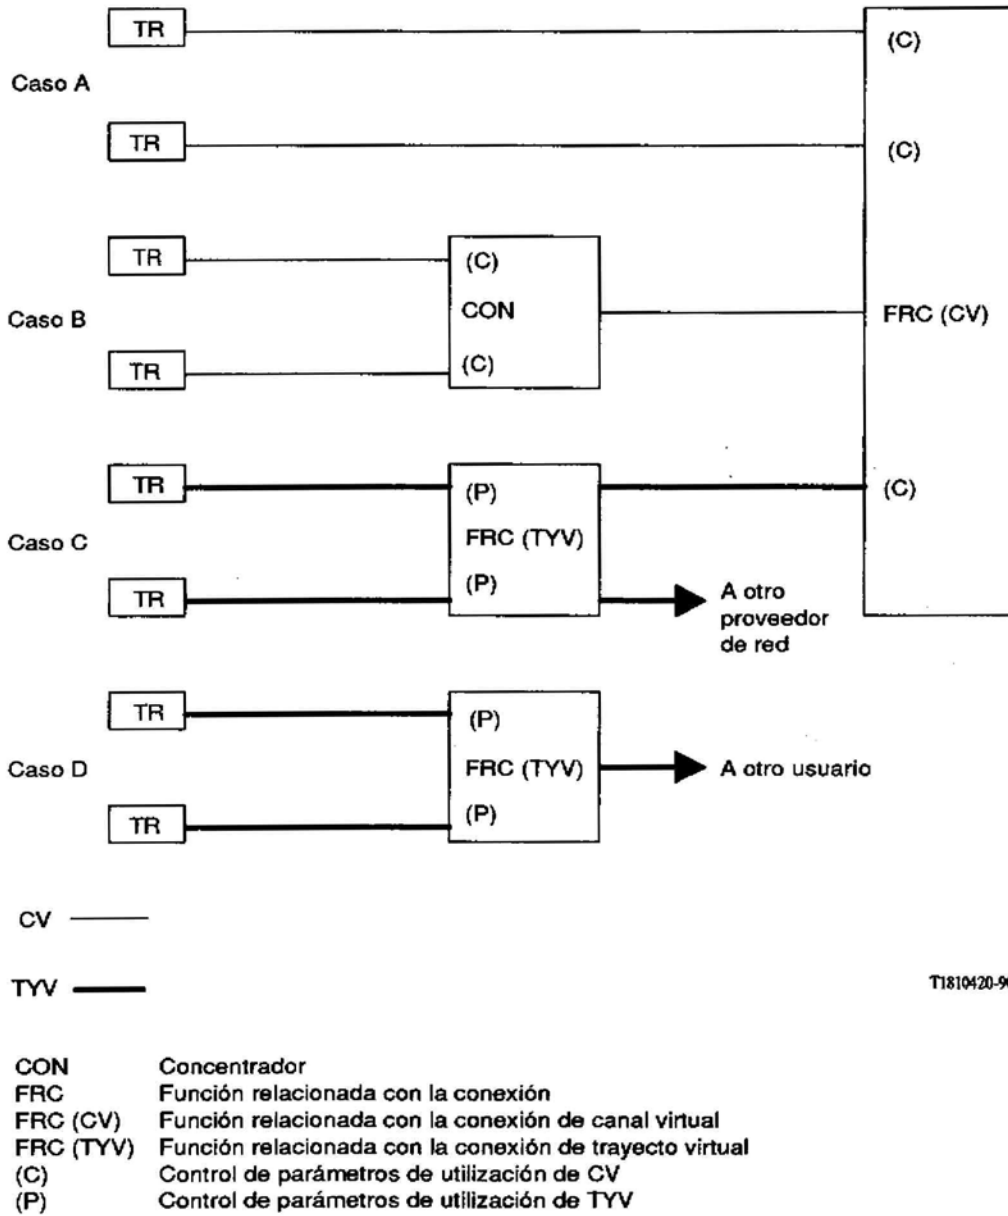 TR
(C)
Caso A
TR
(C)
TR
(C)
Caso B
CON
FRC (CV)
TR
(C)
TR
(P)
(C)
Caso C
FRC (TYV)
TR
(P)
A otro
proveedor
de red
TR
(P)
Caso D
FRC (TYV)
A otro usuario
TR
(P)
CV
TYV
T1810420-90
CON Concentrador
FRC Función relacionada con la conexión
FRC (CV) Función relacionada con la conexión de canal virtual
FRC (TYV) Función relacionada con la conexión de trayecto virtual
(C) Control de parámetros de utilización de CV
(P) Control de parámetros de utilización de TYV